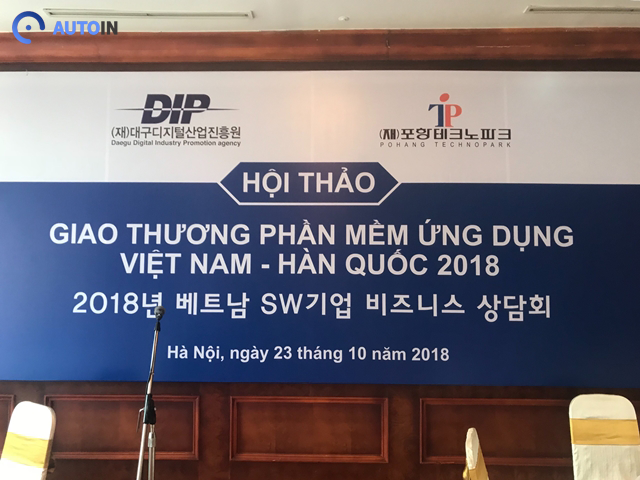 AUTOIN
DIP
(재)대구디지털산업진흥원
Daegu Digital Industry Promotion agency
TP
(재)포항테크노파크
POHANG TECHNOPARK
HỘI THẢO
GIAO THƯƠNG PHẦN MỀM ỨNG DỤNG
VIỆT NAM - HÀN QUỐC 2018
2018년 베트남 SW기업 비즈니스 상담회
Hà Nội, ngày 23 tháng 10 năm 2018